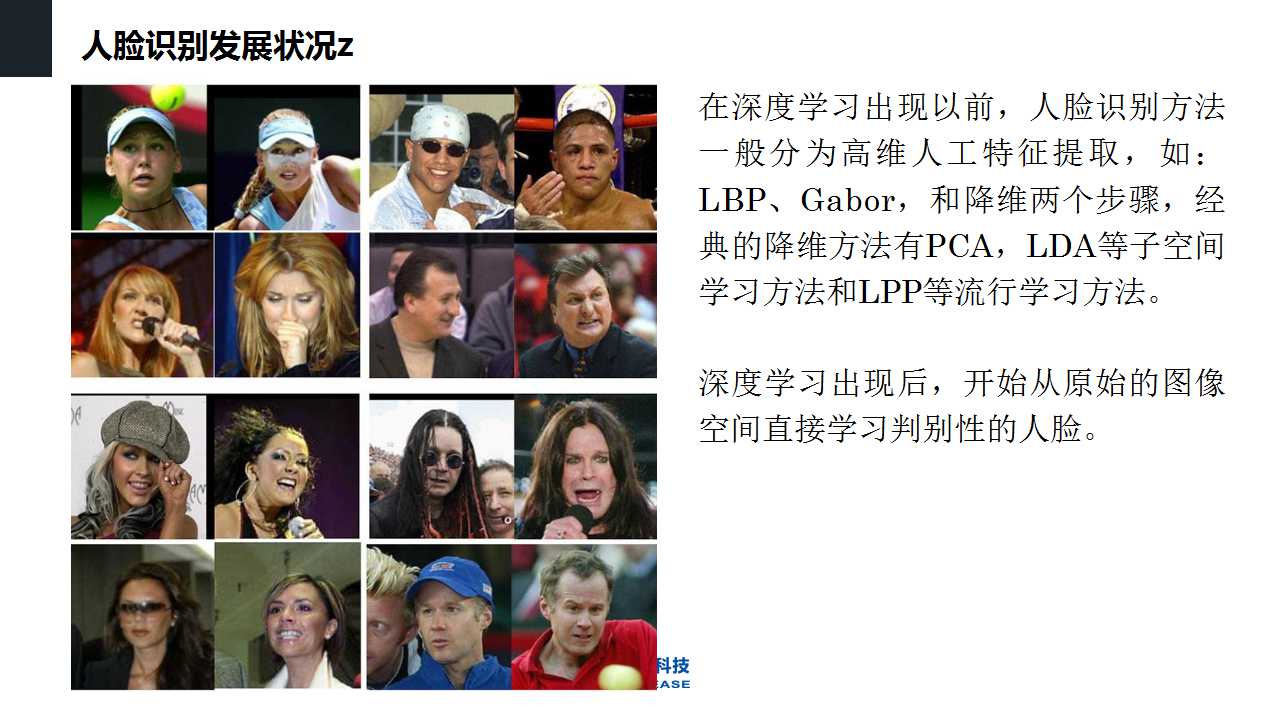 人脸识别发展状况z
在深度学习出现以前，人脸识别方法
一般分为高维人工特征提取，如：
LBP、Gabor，和降维两个步骤，经
典的降维方法有PCA，LDA等子空间
学习方法和LPP等流行学习方法。
深度学习出现后，开始从原始的图像
空间直接学习判别性的人脸。
科技
EASE